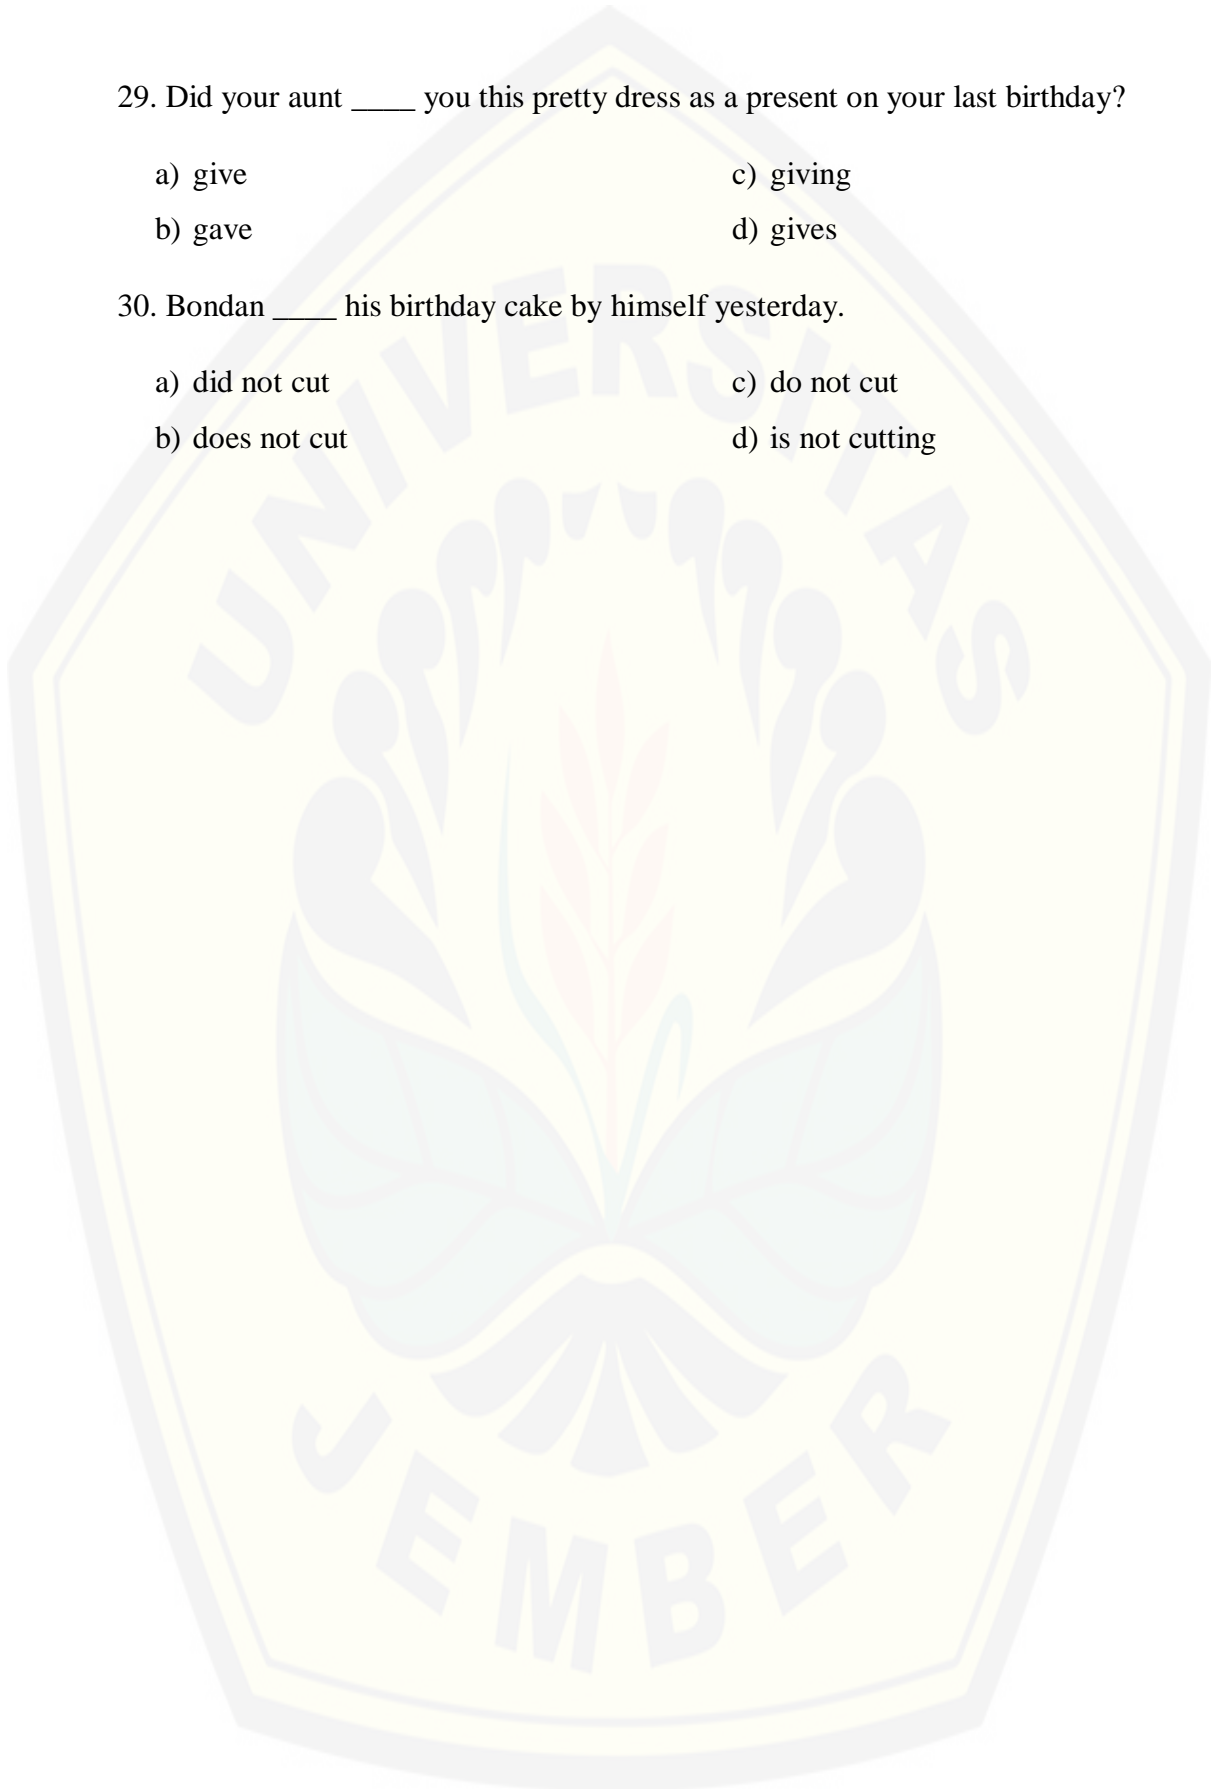 29. Did your aunt ____ you this pretty dress as a present on your last birthday?
a) give
c) giving
b) gave
d) gives
30. Bondan ____ his birthday cake by himself yesterday.
a) did not cut
c) do not cut
b) does not cut
d) is not cutting
UNIVERSITAS
JEMBER